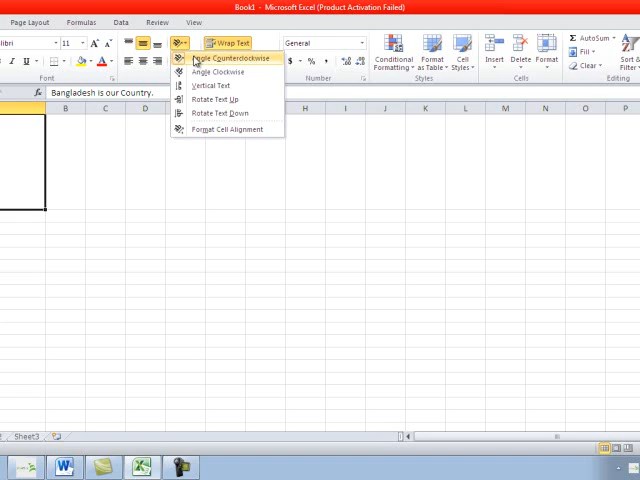 Book1 - Microsoft Excel (Product Activation Failed)
Page Layout Formulas Data Review View
libri 11 A A Wrap Text General Σ AutoSum
I U A $ % , Conditional Formatting Format as Table Cell Styles Insert Delete Format Fill Clear Sort & Filter
Font Number Styles Cells
Angle Counterclockwise
Angle Clockwise
Vertical Text
Rotate Text Up
Rotate Text Down
Format Cell Alignment
fx Bangladesh is our Country.
B C D H I J K L M N O P
2 Sheet3